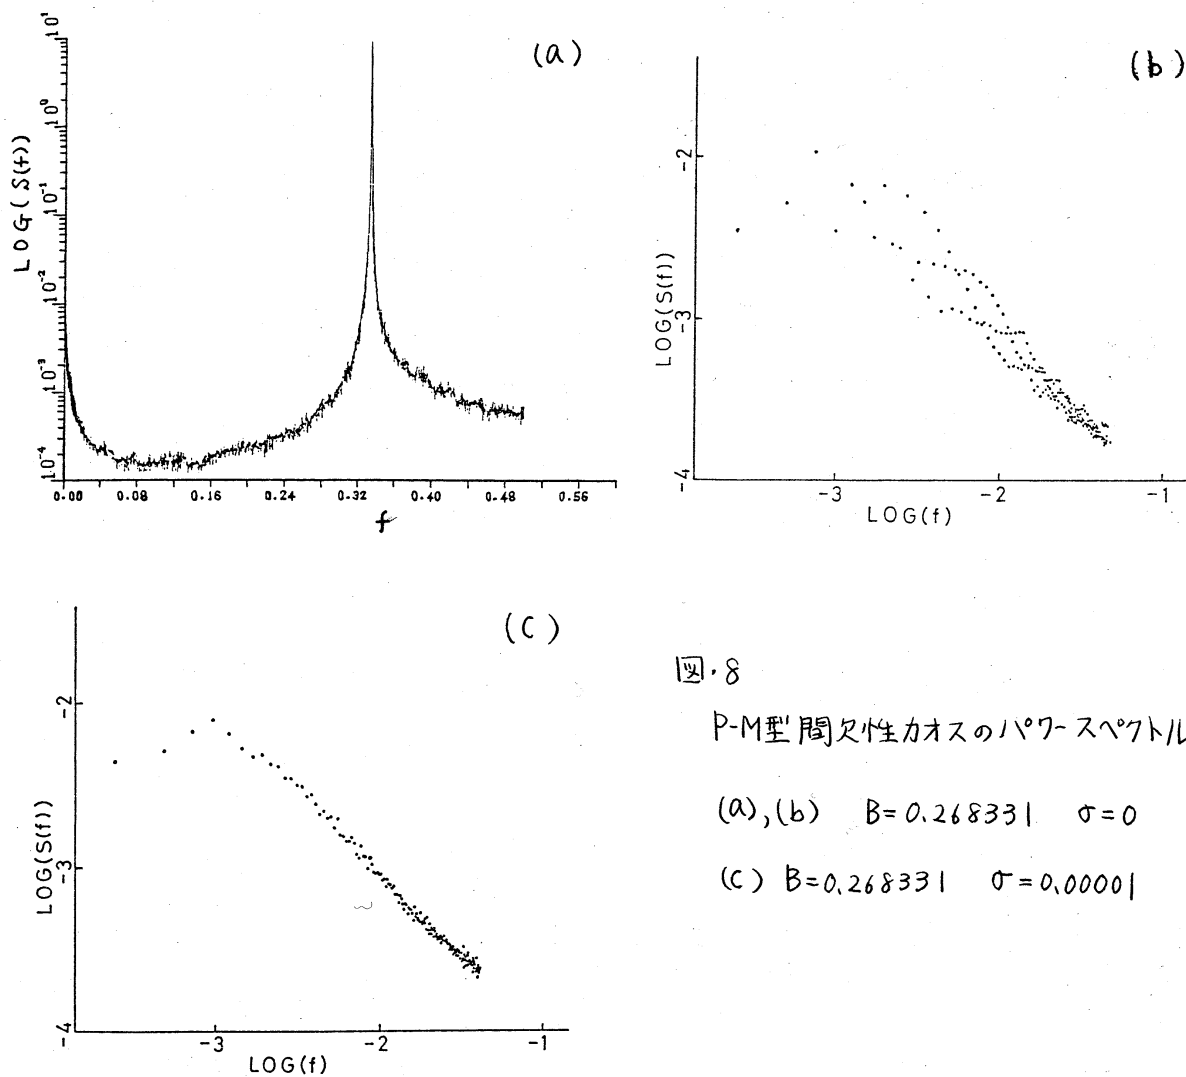 (a)
LOG(S(f))
10¹
10⁰
10⁻¹
10⁻²
10⁻³
10⁻⁴
0.00 0.08 0.16 0.24 0.32 0.40 0.48 0.56
f
(b)
LOG(S(f))
-2
-3
-4
-3 -2 -1
LOG(f)
(C)
LOG(S(f))
-2
-3
-4
-3 -2 -1
LOG(f)
図.8
P-M型間欠性カオスのパワースペクトル
(a),(b) B=0.268331 σ=0
(C) B=0.268331 σ=0.00001